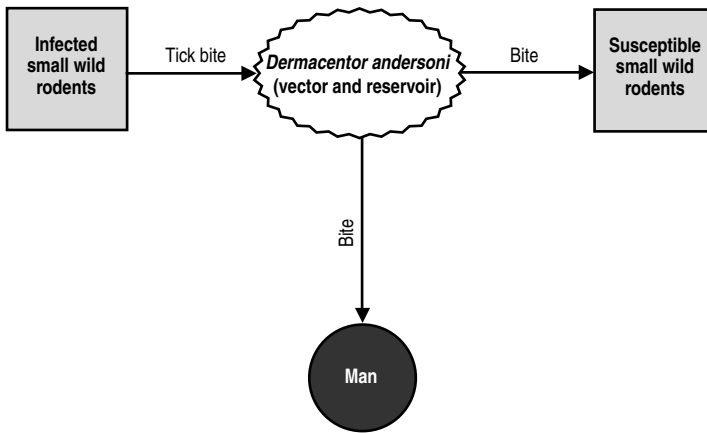 Infected
small wild
rodents
Tick bite
Dermacentor andersoni
(vector and reservoir)
Bite
Susceptible
small wild
rodents
Bite
Man